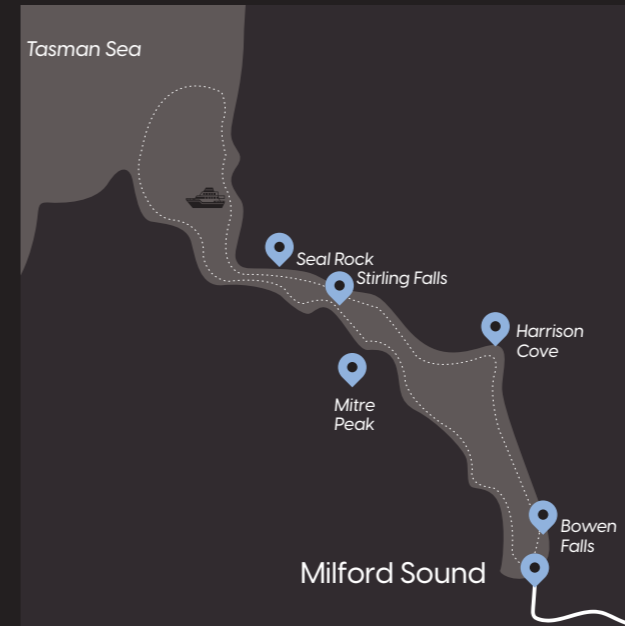 Tasman Sea
Seal Rock
Stirling Falls
Harrison
Cove
Mitre
Peak
Bowen
Falls
Milford Sound